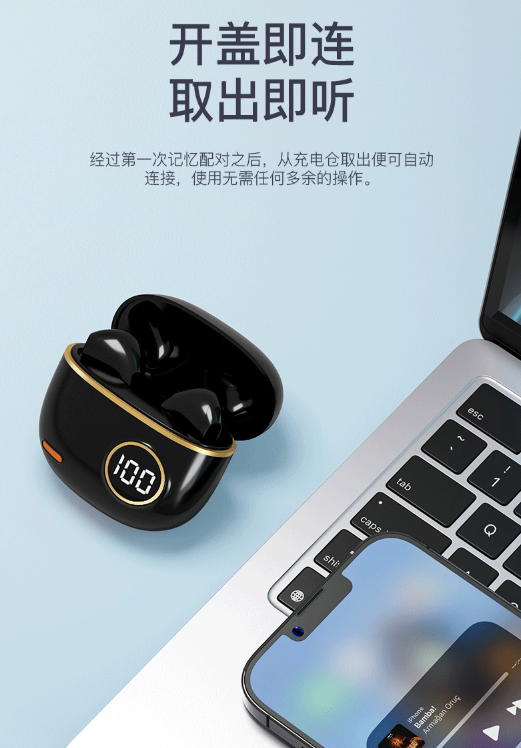 开盖即连
取出即听
经过第一次记忆配对之后，从充电仓取出便可自动
连接，使用无需任何多余的操作。
100
esc
~
`
!
1
tab
Q
caps
A
shi
iPhone
Bamba!
Armağan Oruç